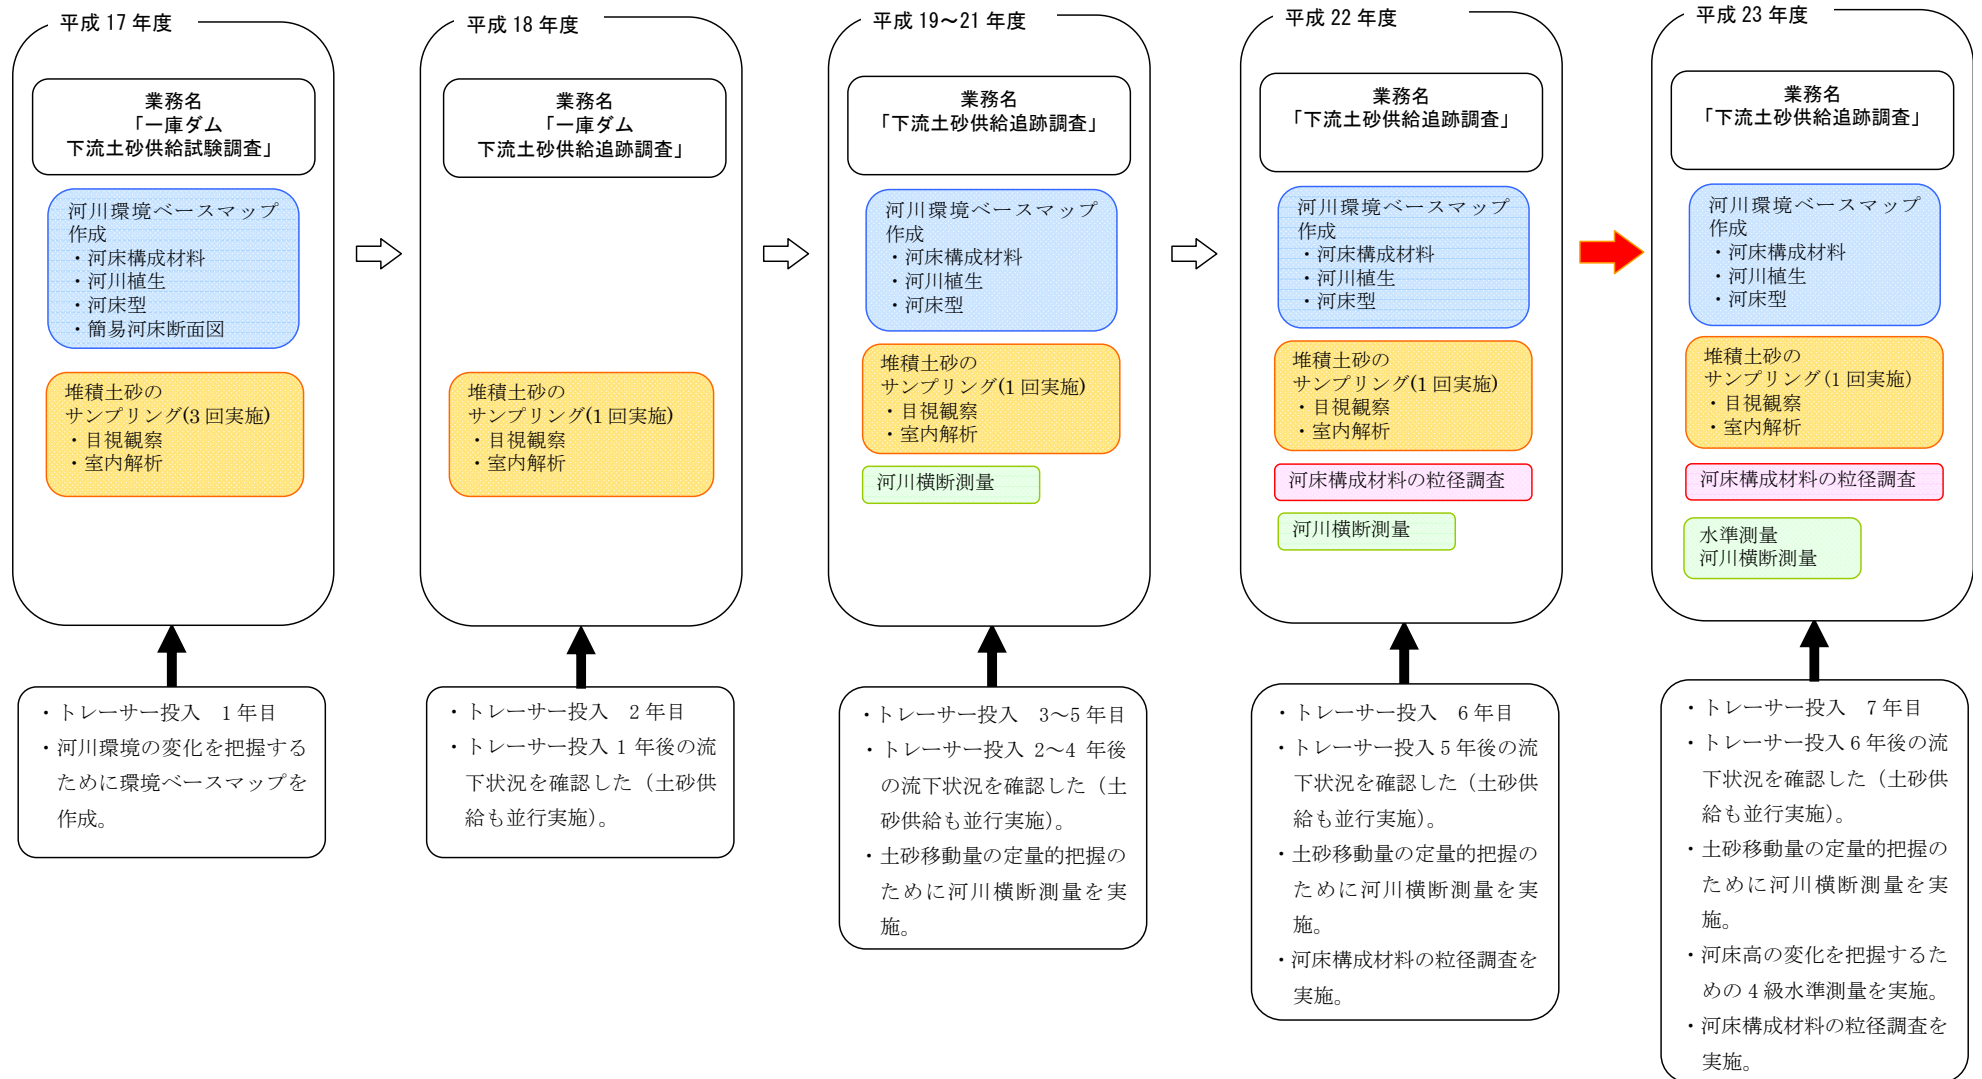 平成 17 年度
業務名
「一庫ダム
下流土砂供給試験調査」
河川環境ベースマップ
作成
・河床構成材料
・河川植生
・河床型
・簡易河床断面図
堆積土砂の
サンプリング(3 回実施)
・目視観察
・室内解析
・トレーサー投入　1 年目
・河川環境の変化を把握する
ために環境ベースマップを
作成。
平成 18 年度
業務名
「一庫ダム
下流土砂供給追跡調査」
堆積土砂の
サンプリング(1 回実施)
・目視観察
・室内解析
・トレーサー投入　2 年目
・トレーサー投入 1 年後の流
下状況を確認した（土砂供
給も並行実施)。
平成 19～21 年度
業務名
「下流土砂供給追跡調査」
河川環境ベースマップ
作成
・河床構成材料
・河川植生
・河床型
堆積土砂の
サンプリング(1 回実施)
・目視観察
・室内解析
河川横断測量
・トレーサー投入　3～5 年目
・トレーサー投入 2～4 年後
の流下状況を確認した（土
砂供給も並行実施)。
・土砂移動量の定量的把握の
ために河川横断測量を実
施。
平成 22 年度
業務名
「下流土砂供給追跡調査」
河川環境ベースマップ
作成
・河床構成材料
・河川植生
・河床型
堆積土砂の
サンプリング(1 回実施)
・目視観察
・室内解析
河床構成材料の粒径調査
河川横断測量
・トレーサー投入　6 年目
・トレーサー投入 5 年後の流
下状況を確認した（土砂供
給も並行実施)。
・土砂移動量の定量的把握の
ために河川横断測量を実
施。
・河床構成材料の粒径調査を
実施。
平成 23 年度
業務名
「下流土砂供給追跡調査」
河川環境ベースマップ
作成
・河床構成材料
・河川植生
・河床型
堆積土砂の
サンプリング(1 回実施)
・目視観察
・室内解析
河床構成材料の粒径調査
水準測量
河川横断測量
・トレーサー投入　7 年目
・トレーサー投入 6 年後の流
下状況を確認した（土砂供
給も並行実施)。
・土砂移動量の定量的把握の
ために河川横断測量を実
施。
・河床高の変化を把握するた
めの 4 級水準測量を実施。
・河床構成材料の粒径調査を
実施。